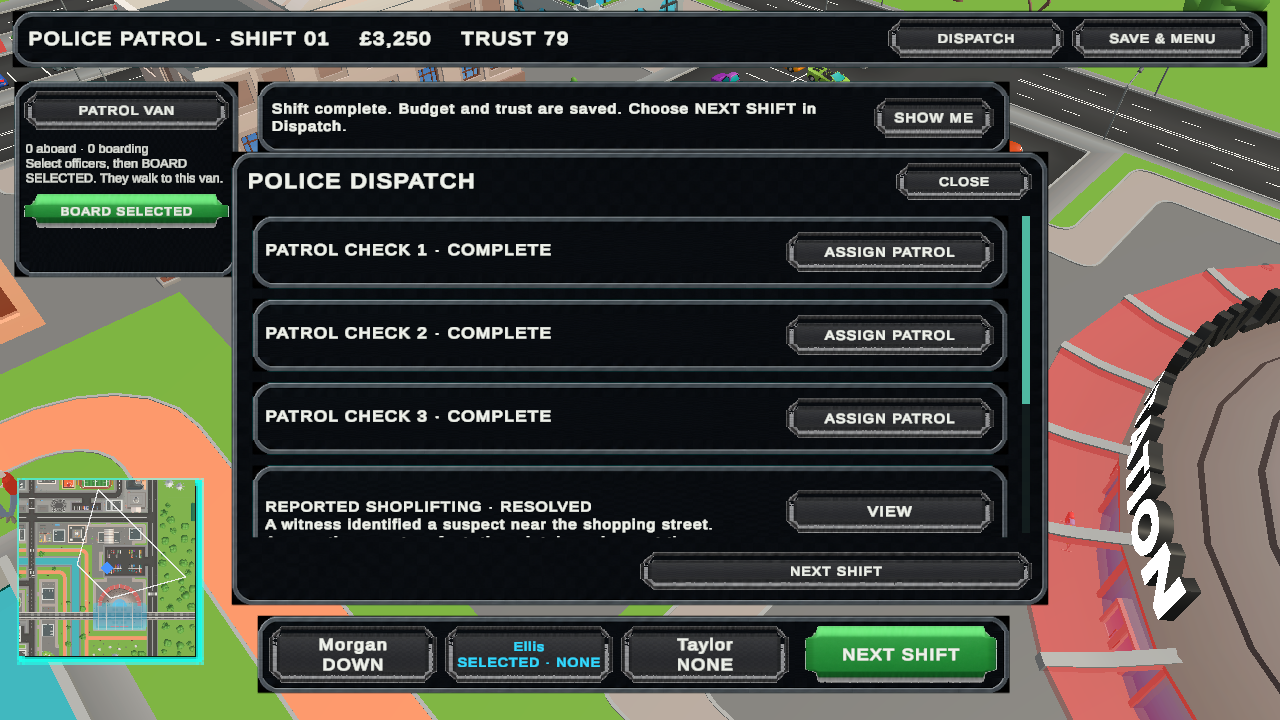 POLICE PATROL · SHIFT 01 £3,250 TRUST 79
DISPATCH
SAVE & MENU
PATROL VAN
0 aboard · 0 boarding
Select officers, then BOARD
SELECTED. They walk to this van.
BOARD SELECTED
Shift complete. Budget and trust are saved. Choose NEXT SHIFT in
Dispatch.
SHOW ME
POLICE DISPATCH
CLOSE
PATROL CHECK 1 · COMPLETE
ASSIGN PATROL
PATROL CHECK 2 · COMPLETE
ASSIGN PATROL
PATROL CHECK 3 · COMPLETE
ASSIGN PATROL
REPORTED SHOPLIFTING · RESOLVED
A witness identified a suspect near the shopping street.
VIEW
NEXT SHIFT
Morgan
DOWN
Ellis
SELECTED · NONE
Taylor
NONE
NEXT SHIFT